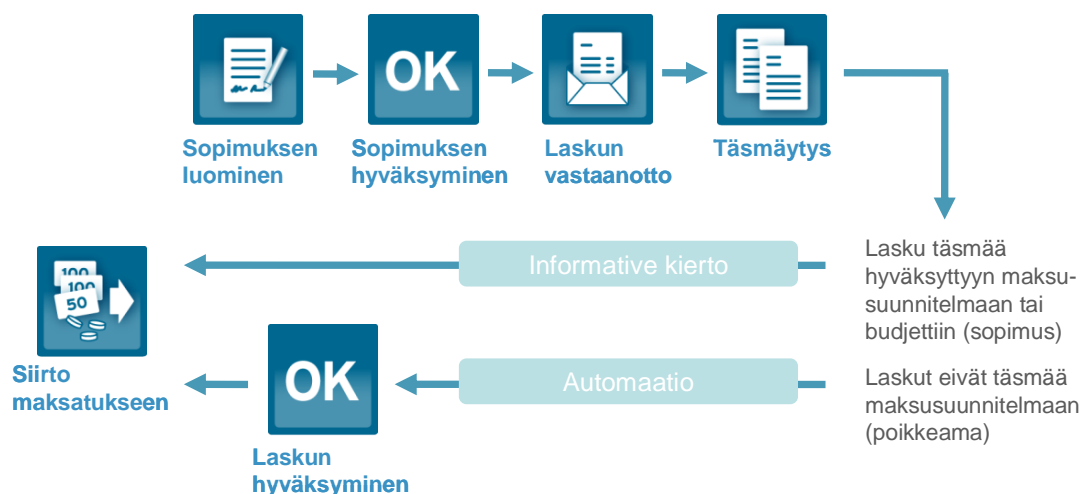 OK
Sopimuksen
luominen
Sopimuksen
hyväksyminen
Laskun
vastaanotto
Täsmäytys
Informative kierto
Lasku täsmää
hyväksyttyyn maksu-
suunnitelmaan tai
budjettiin (sopimus)
100
100
50
Siirto
maksatukseen
OK
Laskun
hyväksyminen
Automaatio
Laskut eivät täsmää
maksusuunnitelmaan
(poikkeama)